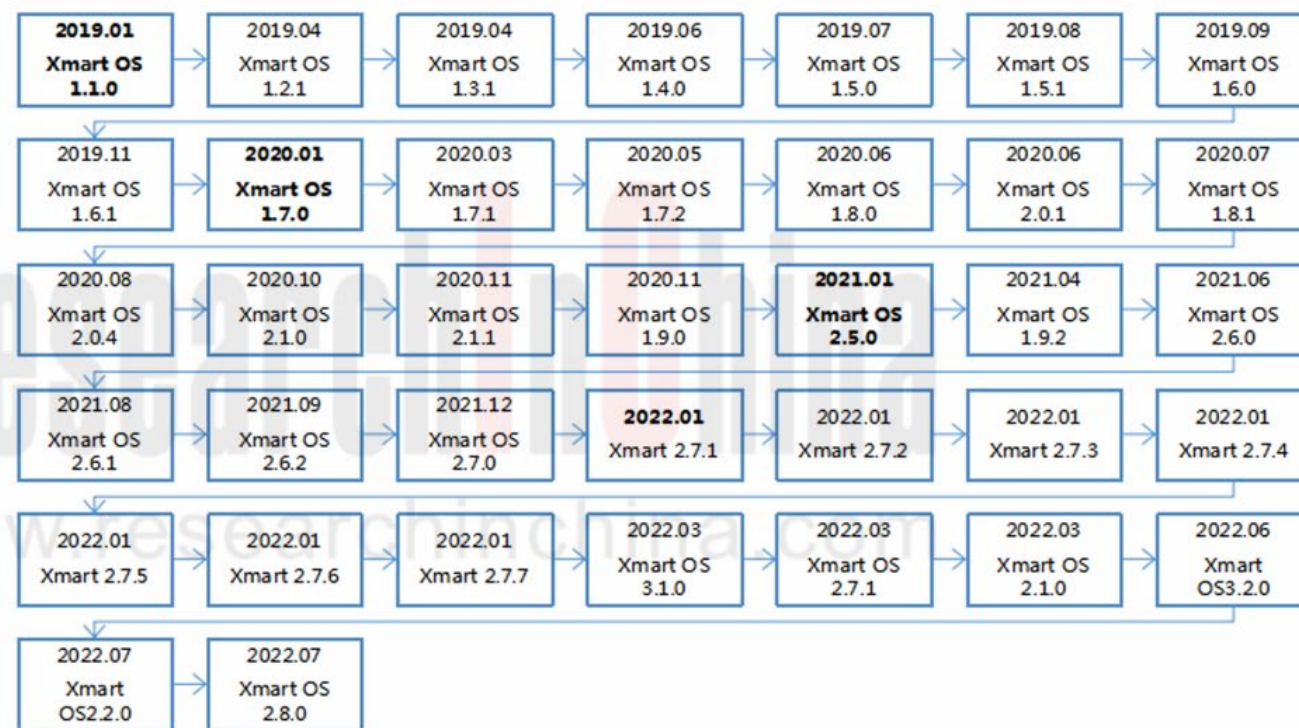 2019.01
Xmart OS
1.1.0
2019.04
Xmart OS
1.2.1
2019.04
Xmart OS
1.3.1
2019.06
Xmart OS
1.4.0
2019.07
Xmart OS
1.5.0
2019.08
Xmart OS
1.5.1
2019.09
Xmart OS
1.6.0
2019.11
Xmart OS
1.6.1
2020.01
Xmart OS
1.7.0
2020.03
Xmart OS
1.7.1
2020.05
Xmart OS
1.7.2
2020.06
Xmart OS
1.8.0
2020.06
Xmart OS
2.0.1
2020.07
Xmart OS
1.8.1
2020.08
Xmart OS
2.0.4
2020.10
Xmart OS
2.1.0
2020.11
Xmart OS
2.1.1
2020.11
Xmart OS
1.9.0
2021.01
Xmart OS
2.5.0
2021.04
Xmart OS
1.9.2
2021.06
Xmart OS
2.6.0
2021.08
Xmart OS
2.6.1
2021.09
Xmart OS
2.6.2
2021.12
Xmart OS
2.7.0
2022.01
Xmart 2.7.1
2022.01
Xmart 2.7.2
2022.01
Xmart 2.7.3
2022.01
Xmart 2.7.4
2022.01
Xmart 2.7.5
2022.01
Xmart 2.7.6
2022.01
Xmart 2.7.7
2022.03
Xmart OS
3.1.0
2022.03
Xmart OS
2.7.1
2022.03
Xmart OS
2.1.0
2022.06
Xmart
OS3.2.0
2022.07
Xmart
OS2.2.0
2022.07
Xmart OS
2.8.0
esearchInChina
w.researchinchina.com